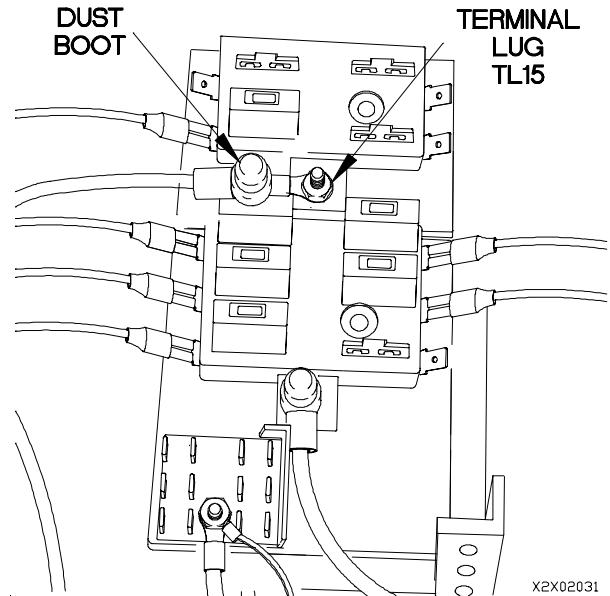 DUST
BOOT
TERMINAL
LUG
TL15
X2X02031